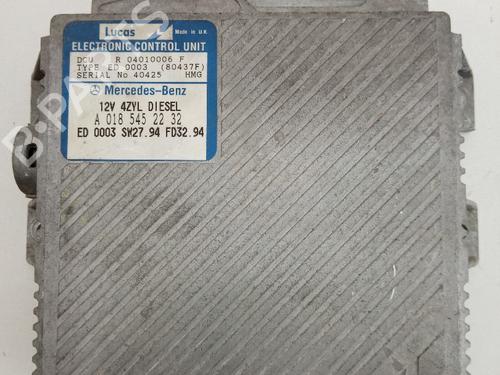 Lucas Made in U K
ELECTRONIC CONTROL UNIT
DCU R 04010006 F
TYPE ED 0003 (80437F)
SERIAL No 40425 HMG
Mercedes-Benz
12V 4ZYL DIESEL
A 018 545 22 32
ED 0003 SW27.94 FD32.94
B-PARTS